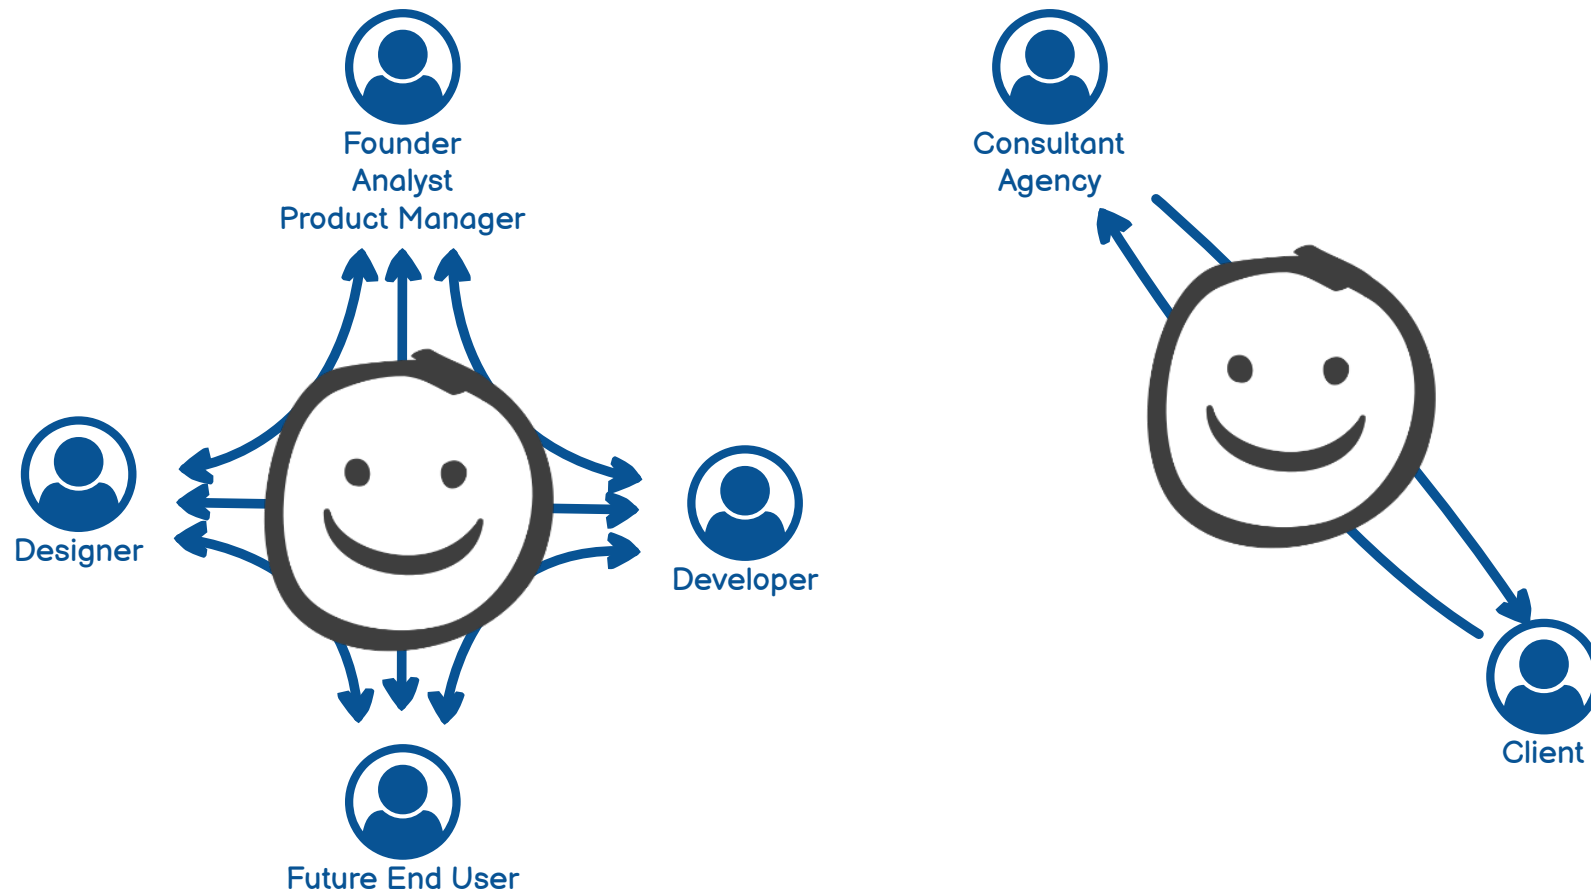 Founder
Analyst
Product Manager
Consultant
Agency
Designer
Developer
Client
Future End User